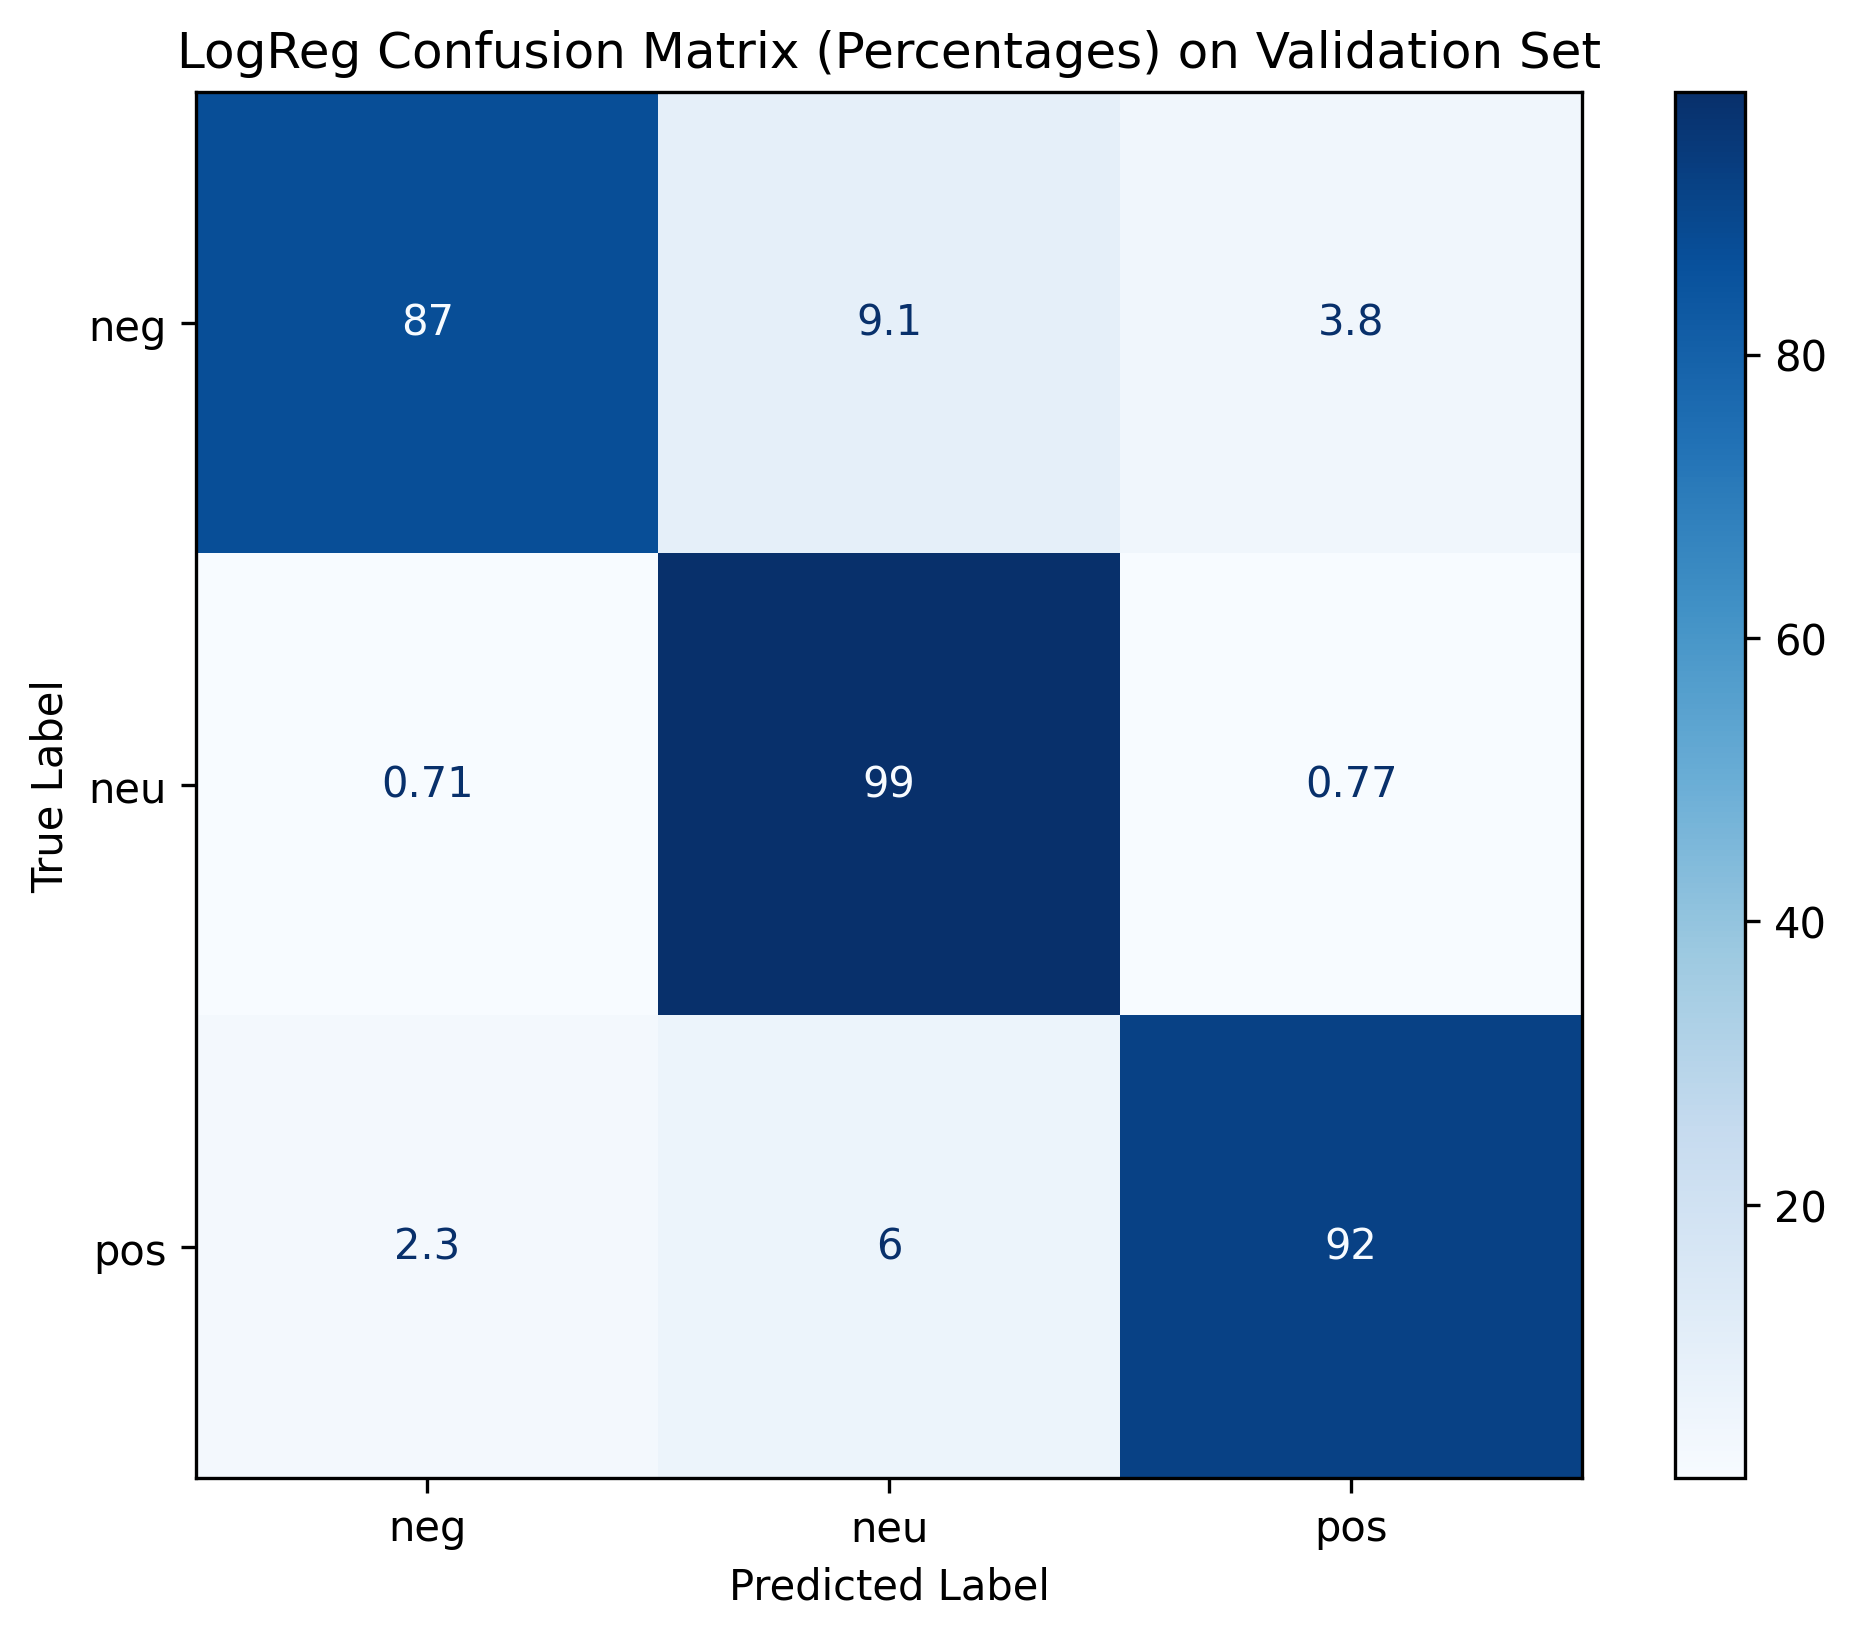 LogReg Confusion Matrix (Percentages) on Validation Set
neg 87 9.1 3.8
80
60
True Label
neu 0.71 99 0.77
40
20
pos 2.3 6 92
neg neu pos
Predicted Label